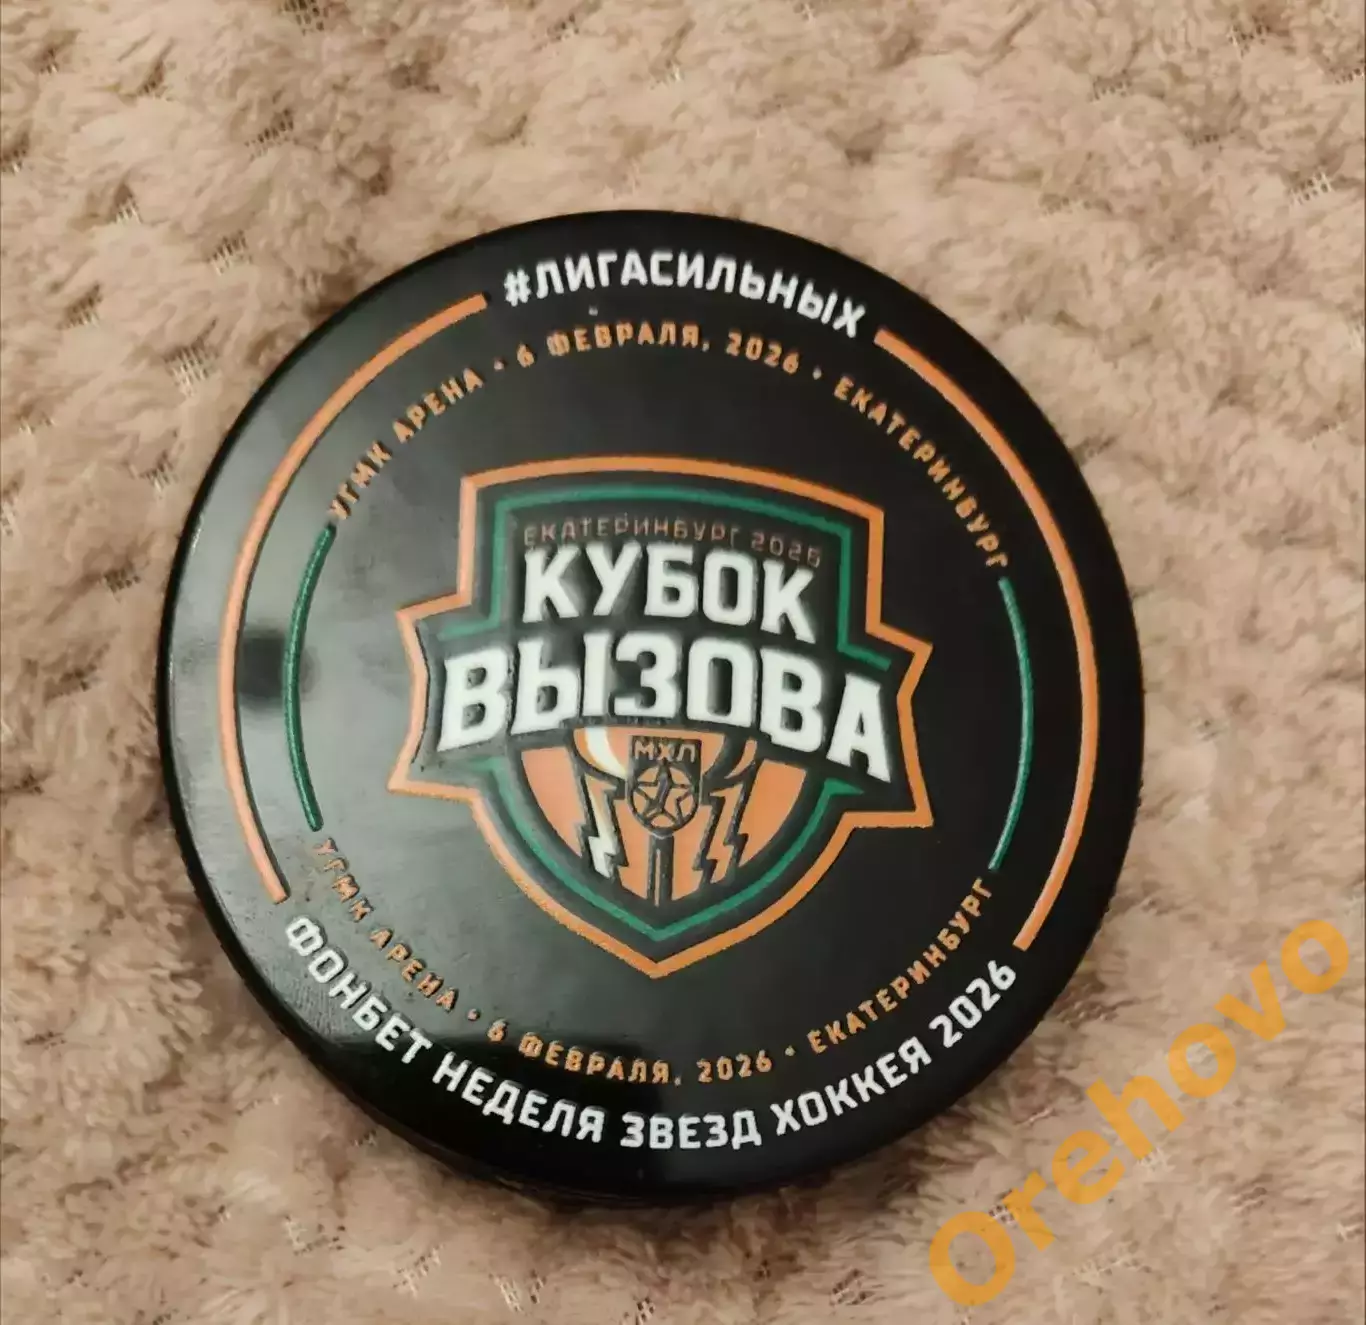 #ЛИГАСИЛЬНЫХ
УГМК АРЕНА • 6 ФЕВРАЛЯ, 2026 • ЕКАТЕРИНБУРГ
ЕКАТЕРИНБУРГ 2026
КУБОК
ВЫЗОВА
МХЛ
УГМК АРЕНА • 6 ФЕВРАЛЯ, 2026 • ЕКАТЕРИНБУРГ
ФОНБЕТ НЕДЕЛЯ ЗВЕЗД ХОККЕЯ 2026
Orehovo